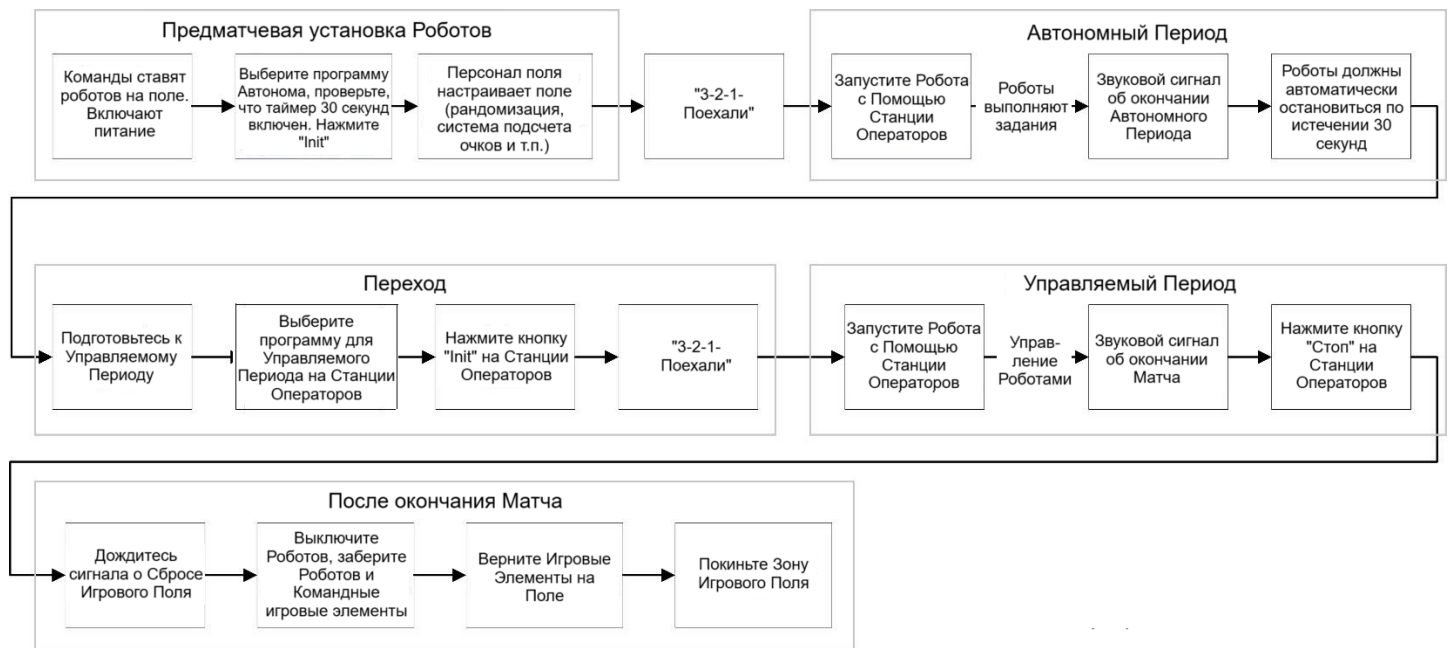 Предматчевая установка Роботов
Команды ставят
роботов на поле.
Включают
питание
Выберите программу
Автонома, проверьте,
что таймер 30 секунд
включен. Нажмите
"Init"
Персонал поля
настраивает поле
(рандомизация,
система подсчета
очков и т.п.)
"3-2-1-
Поехали"
Автономный Период
Запустите Робота
с Помощью
Станции
Операторов
Роботы
выполняют
задания
Звуковой сигнал
об окончании
Автономного
Периода
Роботы должны
автоматически
остановиться по
истечении 30
секунд
Переход
Подготовьтесь к
Управляемому
Периоду
Выберите
программу для
Управляемого
Периода на Станции
Операторов
Нажмите кнопку
"Init" на Станции
Операторов
"3-2-1-
Поехали"
Управляемый Период
Запустите Робота
с Помощью
Станции
Операторов
Управ-
ление
Роботами
Звуковой сигнал
об окончании
Матча
Нажмите кнопку
"Стоп" на
Станции
Операторов
После окончания Матча
Дождитесь
сигнала о Сбросе
Игрового Поля
Выключите
Роботов, заберите
Роботов и
Командные
игровые элементы
Верните Игровые
Элементы на
Поле
Покиньте Зону
Игрового Поля